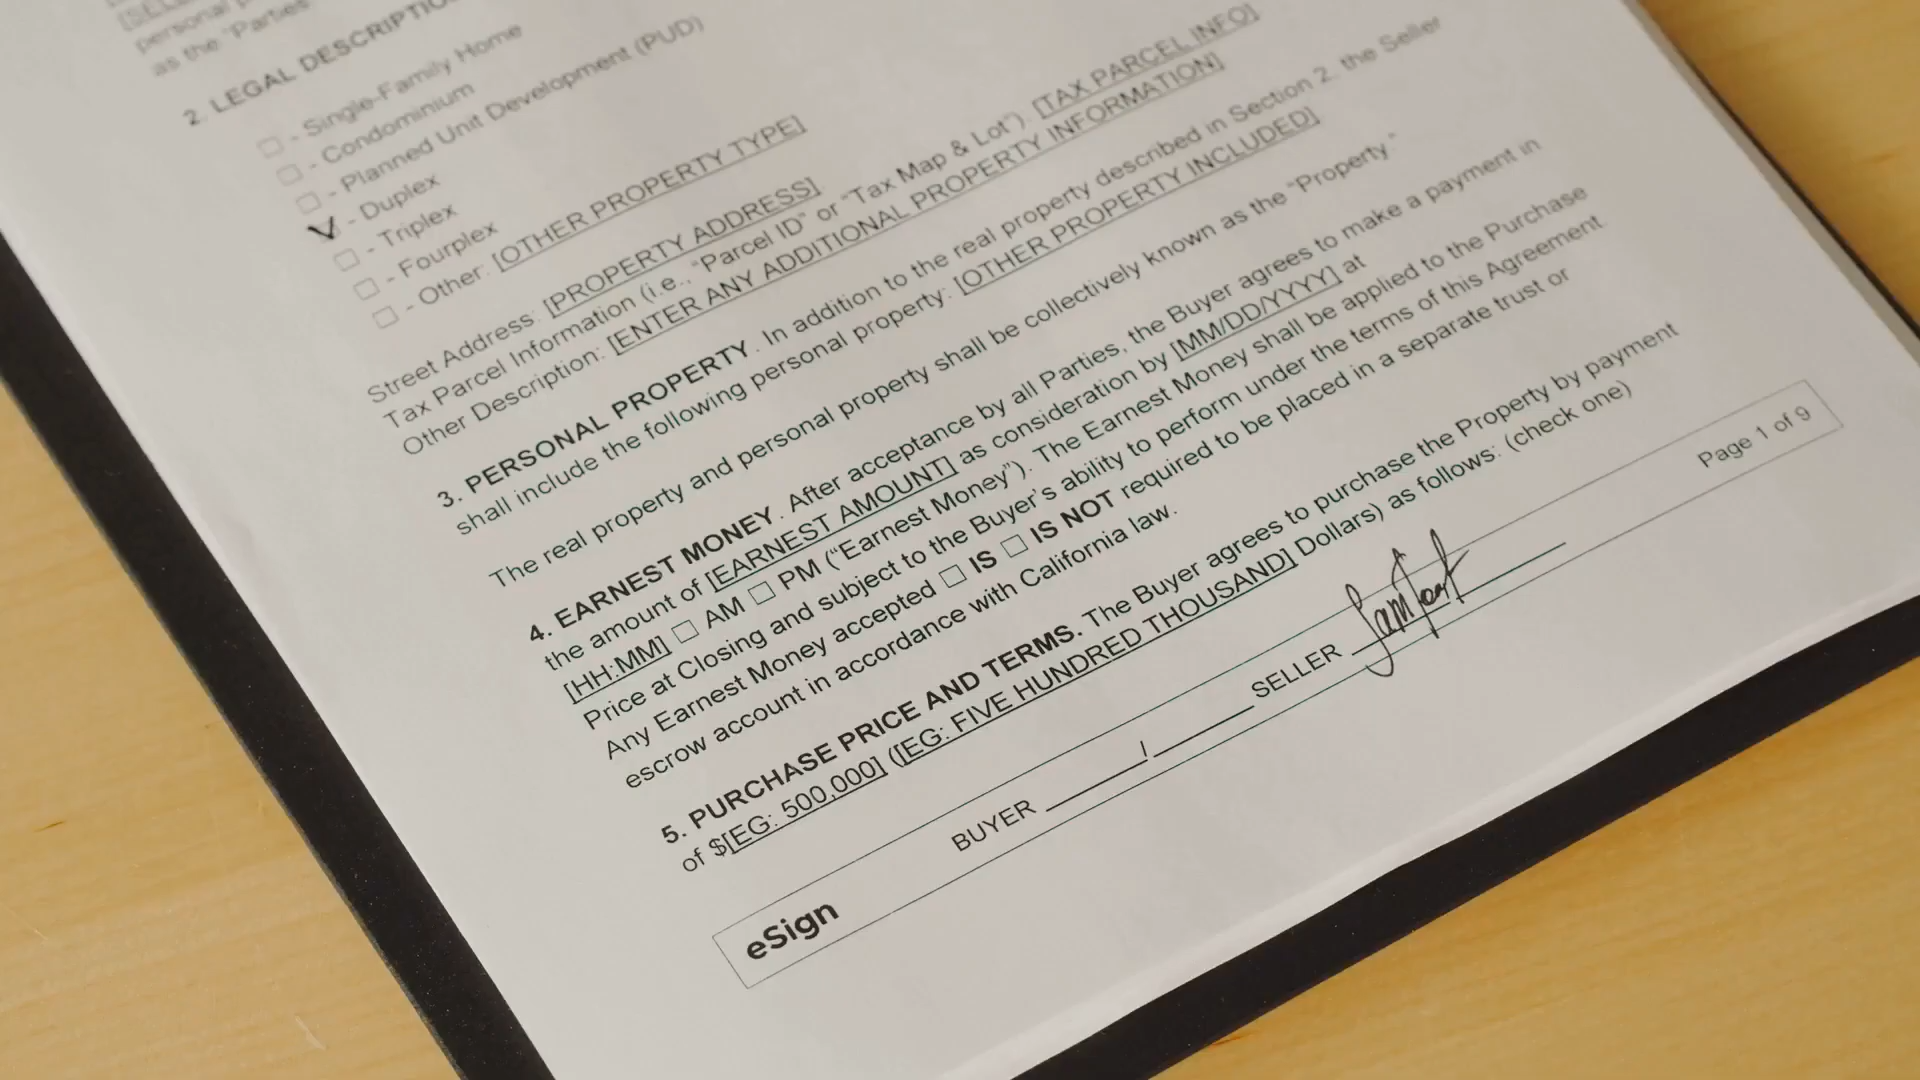 personal p
as the "Parties
2. LEGAL DESCRIPTIO
- Single-Family Home
- Condominium
- Planned Unit Development (PUD)
- Duplex
- Triplex
- Fourplex
- Other: [OTHER PROPERTY TYPE]
Street Address: [PROPERTY ADDRESS]
Tax Parcel Information (i.e., "Parcel ID" or "Tax Map & Lot"). [TAX PARCEL INFO]
Other Description: [ENTER ANY ADDITIONAL PROPERTY INFORMATION]
3. PERSONAL PROPERTY. In addition to the real property described in Section 2. the Seller
shall include the following personal property: [OTHER PROPERTY INCLUDED]
The real property and personal property shall be collectively known as the "Property."
4. EARNEST MONEY. After acceptance by all Parties, the Buyer agrees to make a payment in
the amount of [EARNEST AMOUNT] as consideration by [MM/DD/YYYY] at
[HH:MM] ☐ AM ☐ PM ("Earnest Money"). The Earnest Money shall be applied to the Purchase
Price at Closing and subject to the Buyer's ability to perform under the terms of this Agreement.
Any Earnest Money accepted ☐ IS ☐ IS NOT required to be placed in a separate trust or
escrow account in accordance with California law.
5. PURCHASE PRICE AND TERMS. The Buyer agrees to purchase the Property by payment
of $[EG: 500,000] ([EG: FIVE HUNDRED THOUSAND] Dollars) as follows: (check one)
Page 1 of 9
eSign BUYER / SELLER